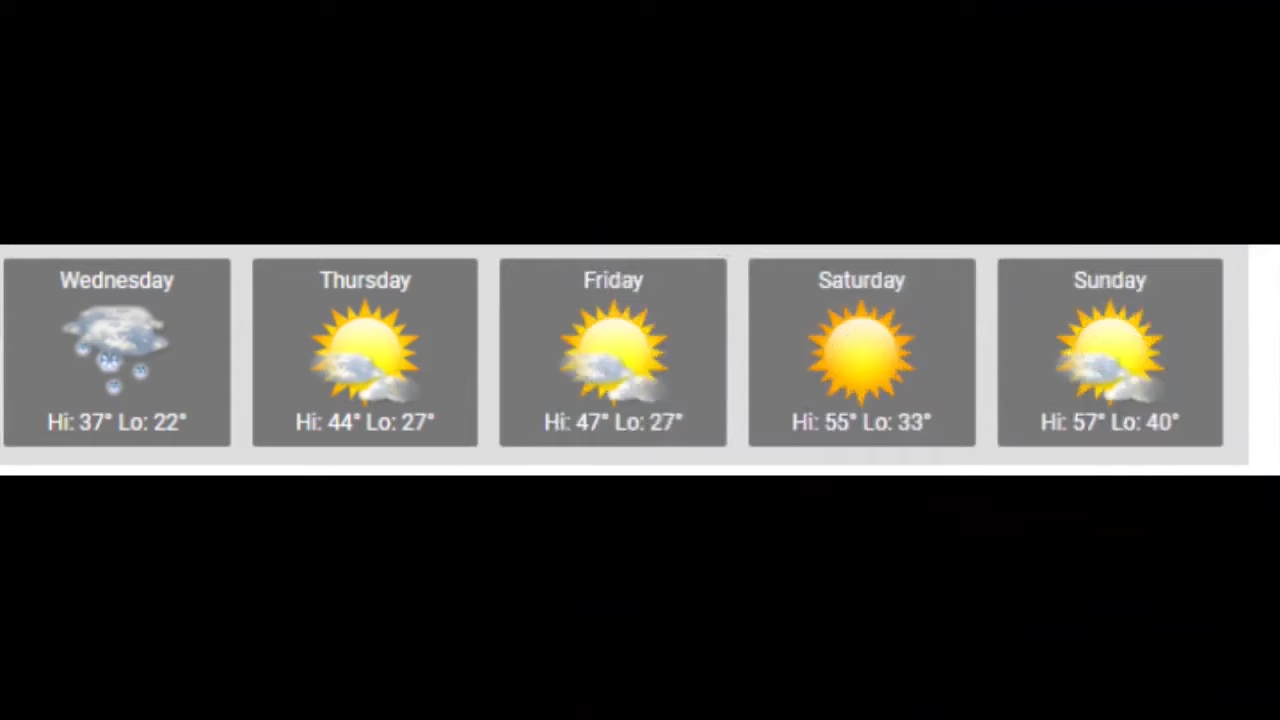 Wednesday
Hi: 37° Lo: 22°
Thursday
Hi: 44° Lo: 27°
Friday
Hi: 47° Lo: 27°
Saturday
Hi: 55° Lo: 33°
Sunday
Hi: 57° Lo: 40°